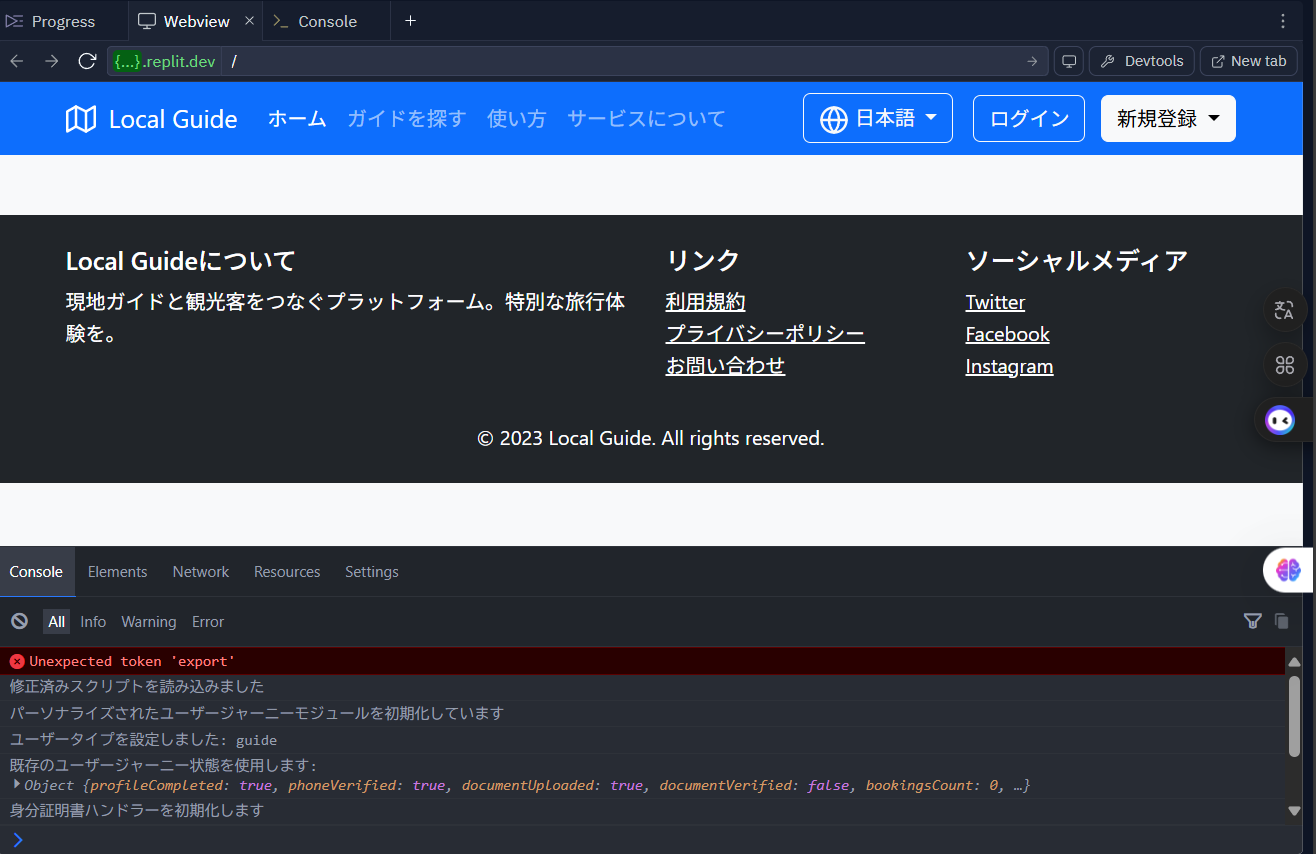 Progress
Webview
Console
{...}.replit.dev /
Devtools
New tab
Local Guide
ホーム
ガイドを探す
使い方
サービスについて
日本語
ログイン
新規登録
Local Guideについて
現地ガイドと観光客をつなぐプラットフォーム。特別な旅行体
験を。
リンク
利用規約
プライバシーポリシー
お問い合わせ
ソーシャルメディア
Twitter
Facebook
Instagram
© 2023 Local Guide. All rights reserved.
Console
Elements
Network
Resources
Settings
All
Info
Warning
Error
Unexpected token 'export'
修正済みスクリプトを読み込みました
パーソナライズされたユーザージャーニーモジュールを初期化しています
ユーザータイプを設定しました: guide
既存のユーザージャーニー状態を使用します:
Object {profileCompleted: true, phoneVerified: true, documentUploaded: true, documentVerified: false, bookingsCount: 0, …}
身分証明書ハンドラーを初期化します